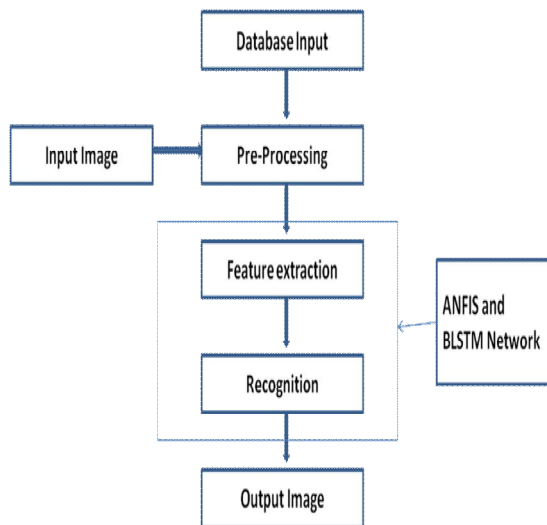 Database Input
Input Image
Pre-Processing
Feature extraction
ANFIS and
BLSTM Network
Recognition
Output Image